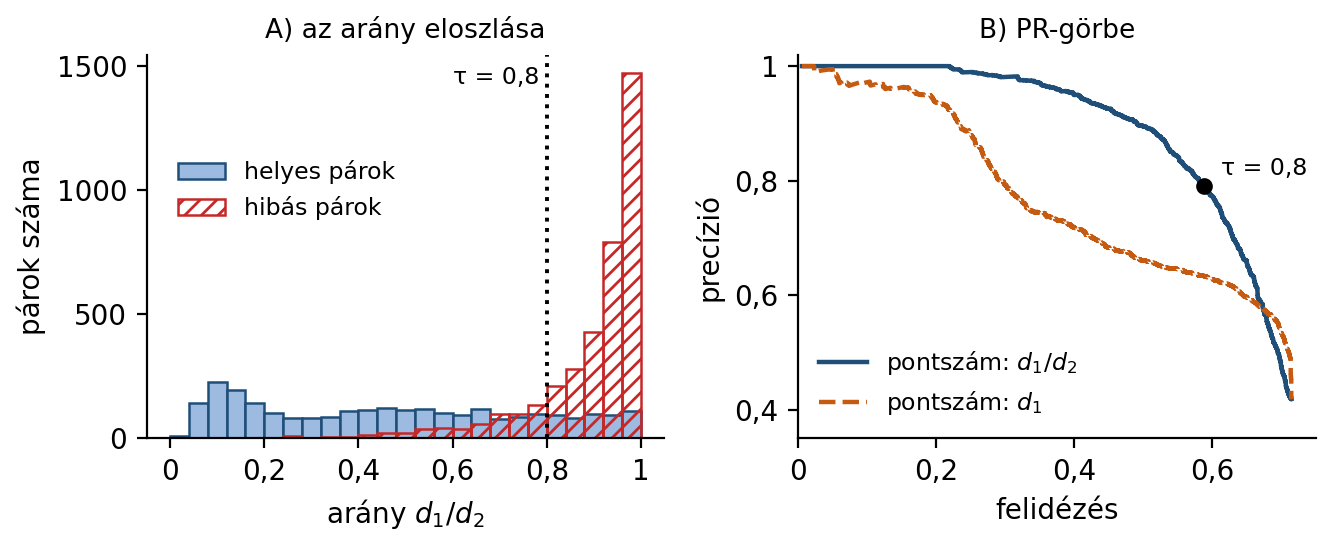 A) az arány eloszlása
párok száma
1500
1000
500
0
τ = 0,8
helyes párok
hibás párok
0
0,2
0,4
0,6
0,8
1
arány d₁/d₂
B) PR-görbe
precízió
1
0,8
0,6
0,4
τ = 0,8
pontszám: d₁/d₂
pontszám: d₁
0
0,2
0,4
0,6
felidézés